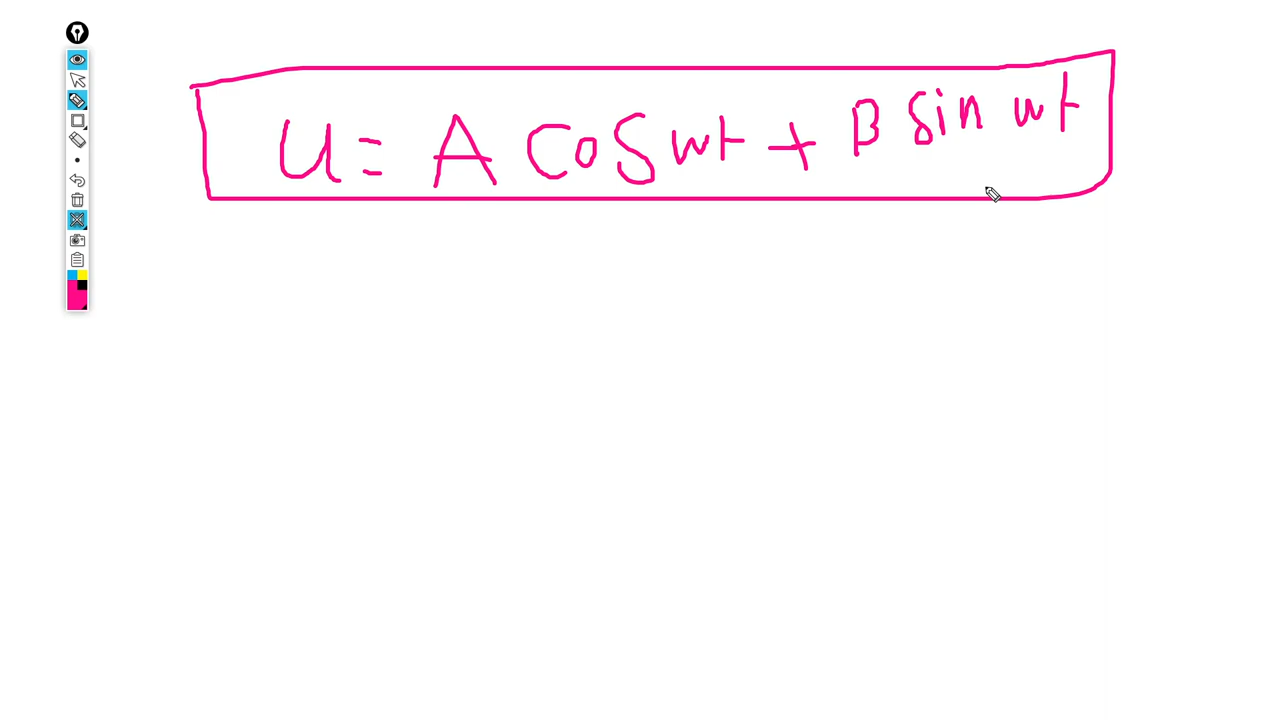 U = A Cos wt + B sin wt